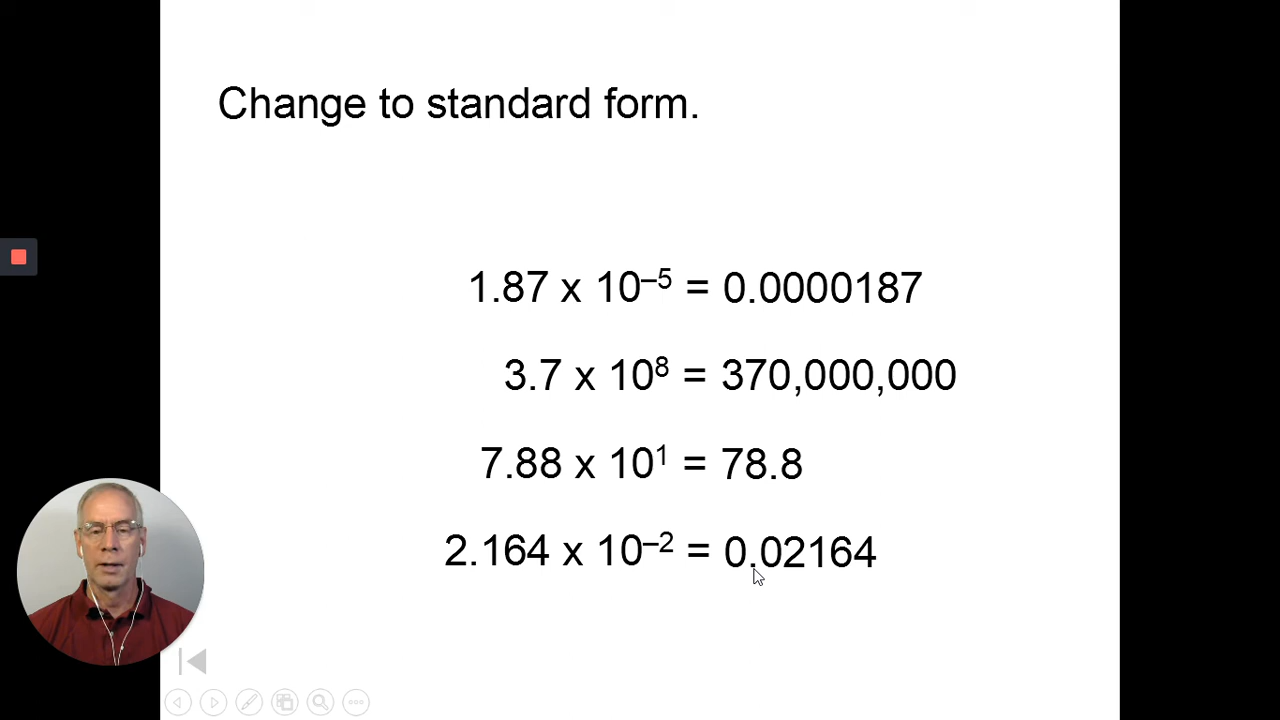 Change to standard form.
1.87 x 10⁻⁵ = 0.0000187
3.7 x 10⁸ = 370,000,000
7.88 x 10¹ = 78.8
2.164 x 10⁻² = 0.02164